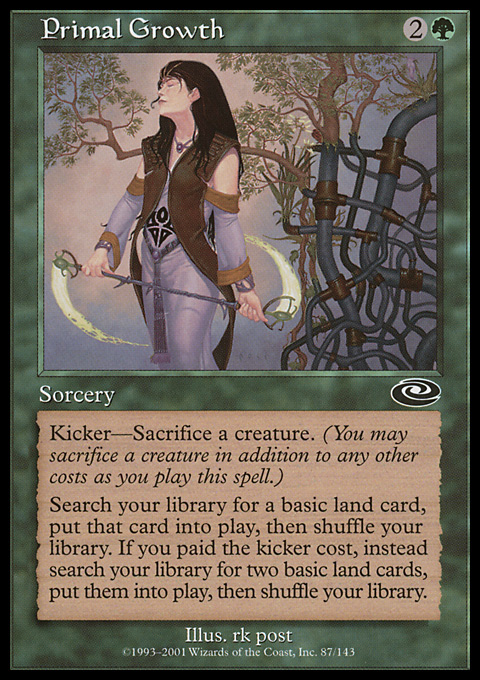 Primal Growth 2
Sorcery
Kicker—Sacrifice a creature. (You may
sacrifice a creature in addition to any other
costs as you play this spell.)
Search your library for a basic land card,
put that card into play, then shuffle your
library. If you paid the kicker cost, instead
search your library for two basic land cards,
put them into play, then shuffle your library.
Illus. rk post
©1993–2001 Wizards of the Coast, Inc. 87/143